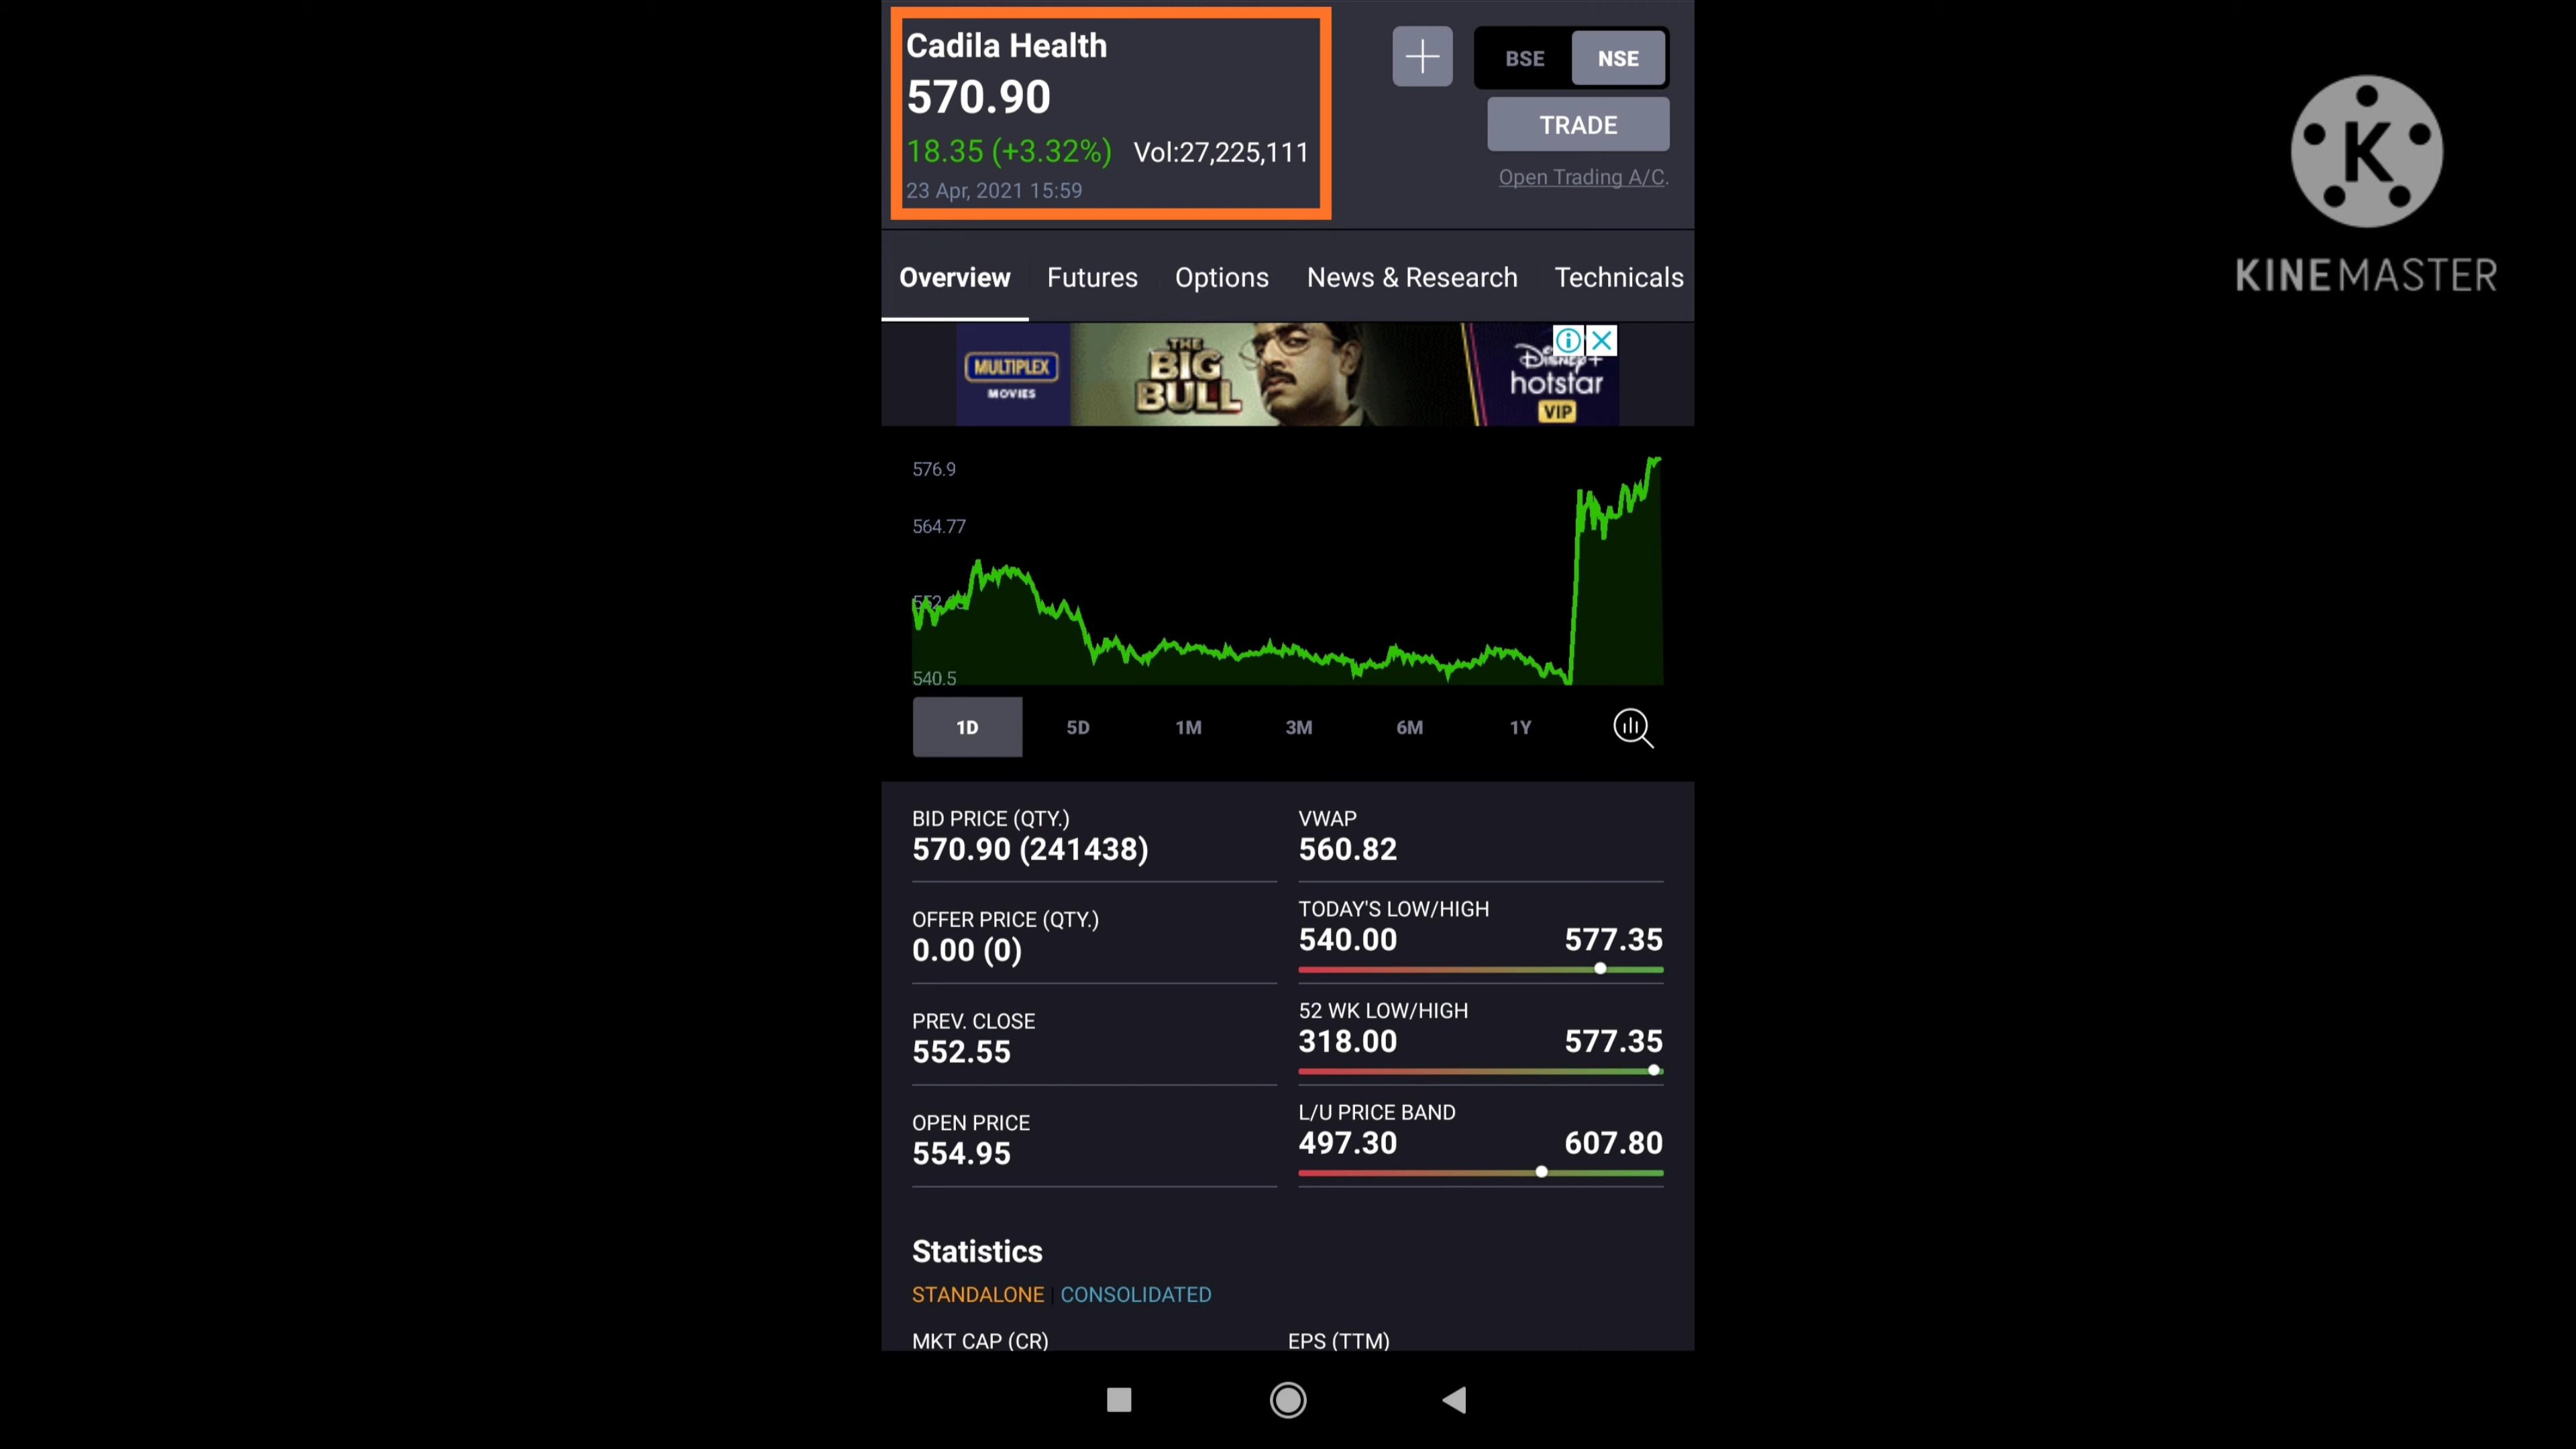 Cadila Health
570.90
18.35 (+3.32%) Vol:27,225,111
23 Apr, 2021 15:59
BSE NSE
TRADE
Open Trading A/C.
K
KINEMASTER
Overview Futures Options News & Research Technicals
MULTIPLEX
MOVIES
THE
BIG
BULL
Disney+
hotstar
VIP
576.9
564.77
540.5
1D 5D 1M 3M 6M 1Y
BID PRICE (QTY.)
570.90 (241438)
VWAP
560.82
OFFER PRICE (QTY.)
0.00 (0)
TODAY'S LOW/HIGH
540.00 577.35
PREV. CLOSE
552.55
52 WK LOW/HIGH
318.00 577.35
OPEN PRICE
554.95
L/U PRICE BAND
497.30 607.80
Statistics
STANDALONE CONSOLIDATED
MKT CAP (CR) EPS (TTM)